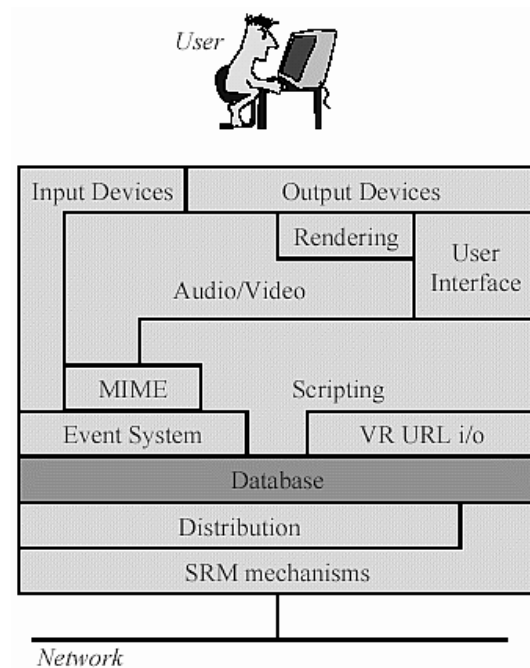 User
Input Devices
Output Devices
Rendering
User
Interface
Audio/Video
MIME
Scripting
Event System
VR URL i/o
Database
Distribution
SRM mechanisms
Network